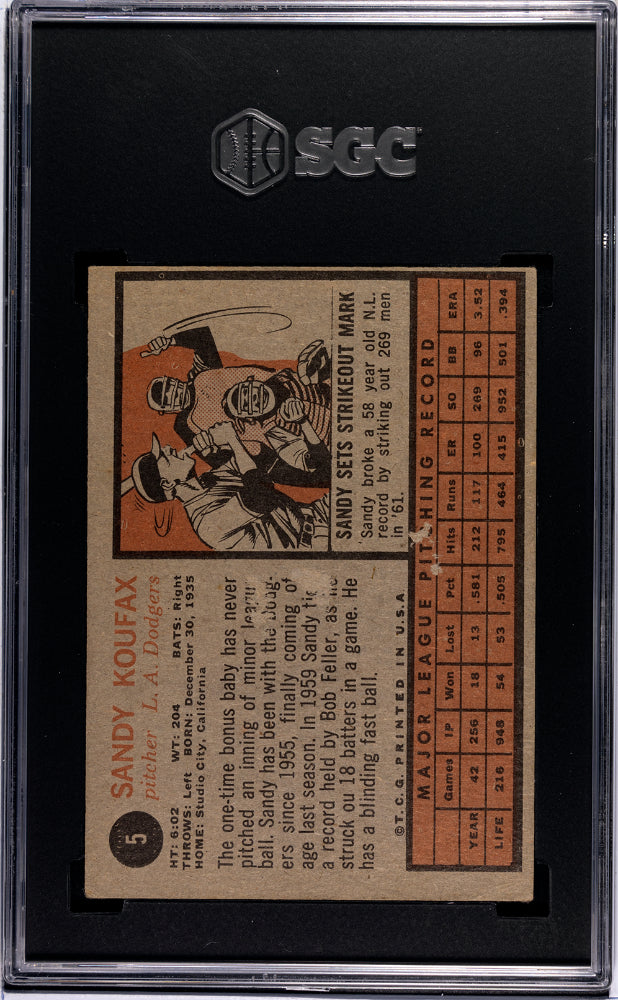 SGC
5
SANDY KOUFAX
pitcher L. A. Dodgers
HT: 6:02 WT: 204 BATS: Right
THROWS: Left BORN: December 30, 1935
HOME: Studio City, California
The one-time bonus baby has never
pitched an inning of minor
ball. Sandy has been with the
ers since 1955, finally coming of
age last season. In 1959 Sandy
a record held by Bob Feller, as
struck ou 18 batters in a game. He
has a blinding fast ball.
SANDY SETS STRIKEOUT MARK
Sandy broke a 58 year old N.L.
record by striking out 269 men
in '61.
©T.C.G. PRINTED IN U.S.A.
MAJOR LEAGUE PITCHING RECORD
Games IP Won Lost Pct Hits Runs ER SO BB ERA
YEAR 42 256 18 13 .581 212 117 100 269 96 3.52
LIFE 216 948 54 53 .505 795 464 415 952 501 .394